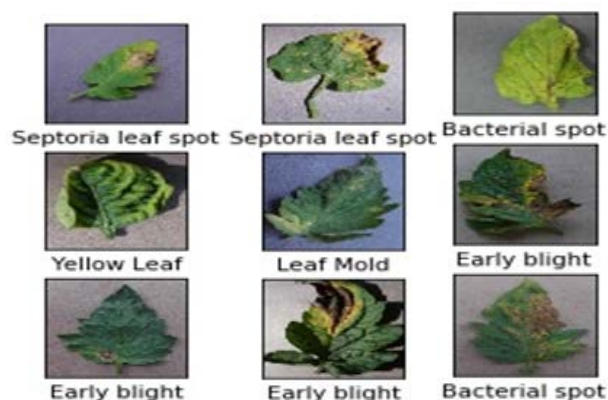 Septoria leaf spot
Septoria leaf spot
Bacterial spot
Yellow Leaf
Leaf Mold
Early blight
Early blight
Early blight
Bacterial spot